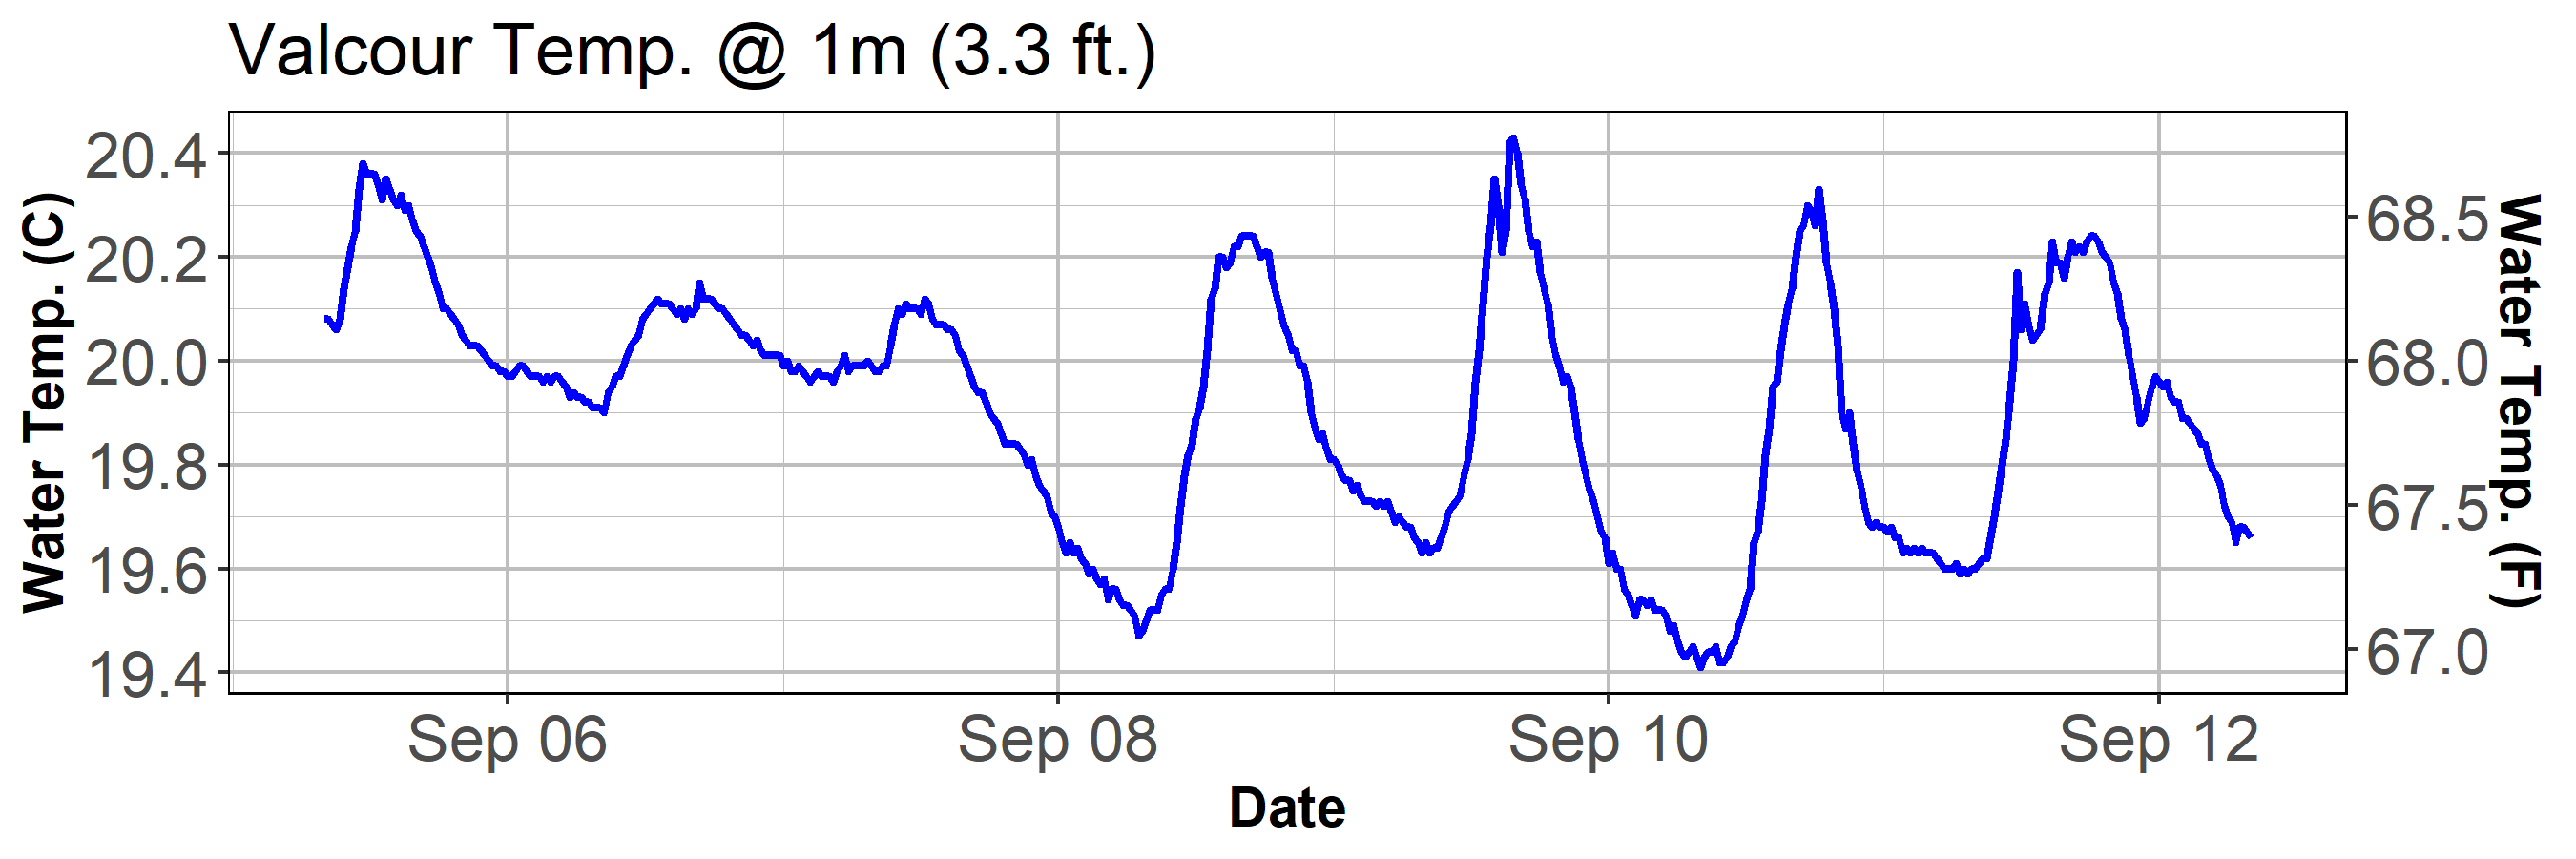 Valcour Temp. @ 1m (3.3 ft.)
Water Temp. (C)
20.4
20.2
20.0
19.8
19.6
19.4
68.5
68.0
67.5
67.0
Water Temp. (F)
Sep 06
Sep 08
Sep 10
Sep 12
Date